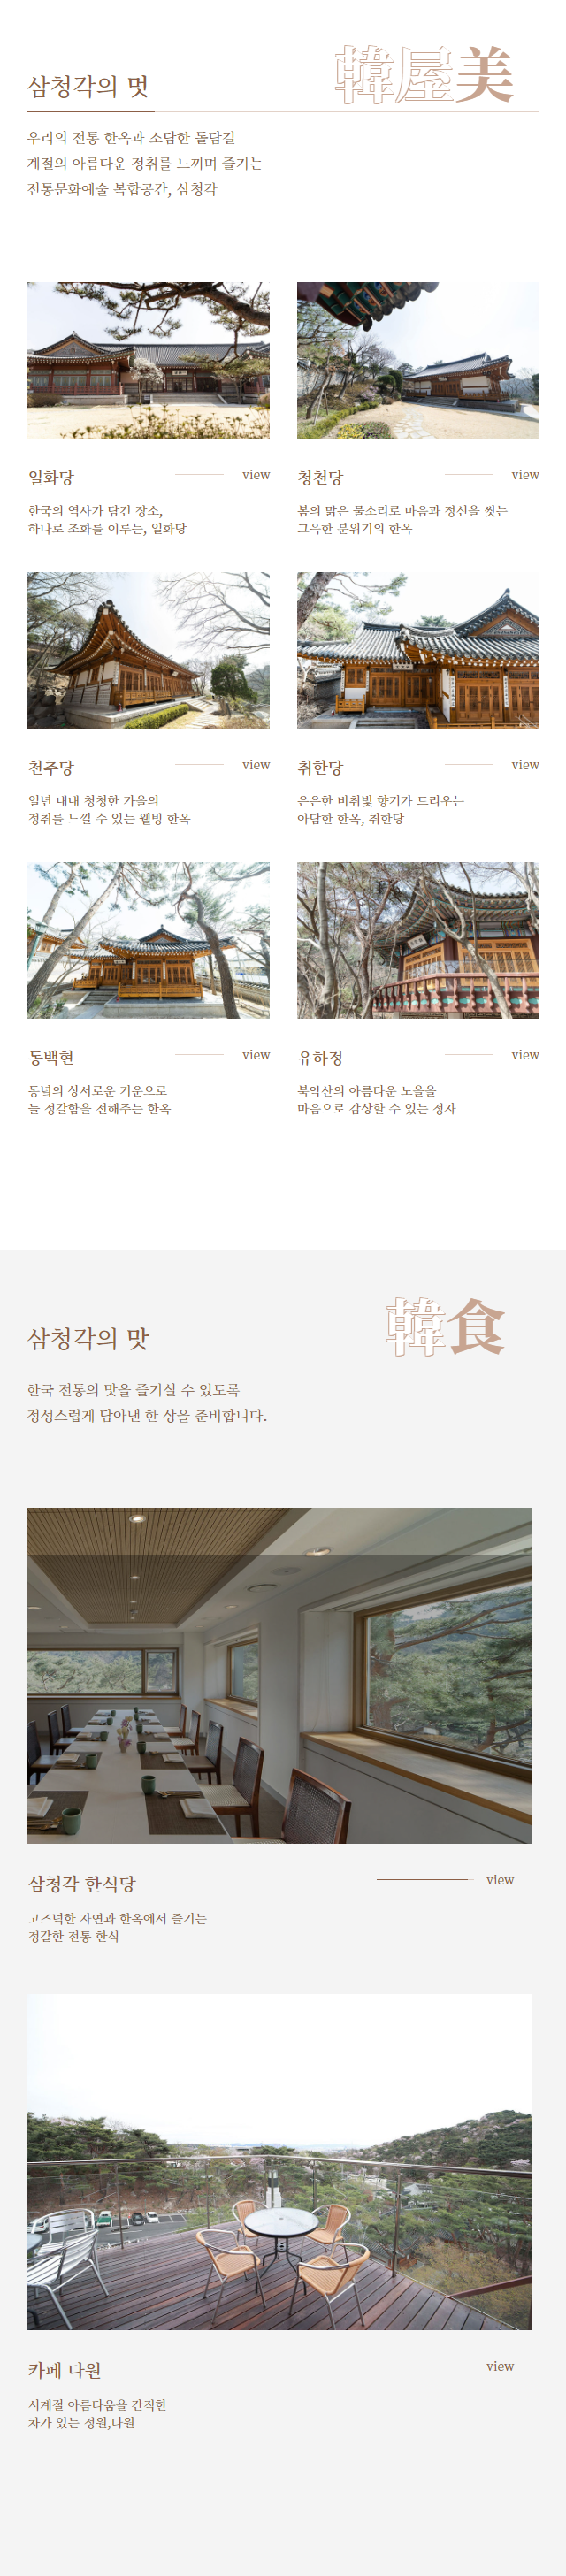 삼청각의 멋
韓屋美
우리의 전통 한옥과 소담한 돌담길
계절의 아름다운 정취를 느끼며 즐기는
전통문화예술 복합공간, 삼청각
일화당
view
한국의 역사가 담긴 장소,
하나로 조화를 이루는, 일화당
청천당
view
봄의 맑은 물소리로 마음과 정신을 씻는
그윽한 분위기의 한옥
천추당
view
일년 내내 청청한 가을의
정취를 느낄 수 있는 웰빙 한옥
취한당
view
은은한 비취빛 향기가 드리우는
아담한 한옥, 취한당
동백헌
view
동녘의 상서로운 기운으로
늘 정갈함을 전해주는 한옥
유하정
view
북악산의 아름다운 노을을
마음으로 감상할 수 있는 정자
삼청각의 맛
韓食
한국 전통의 맛을 즐기실 수 있도록
정성스럽게 담아낸 한 상을 준비합니다.
삼청각 한식당
view
고즈넉한 자연과 한옥에서 즐기는
정갈한 전통 한식
카페 다원
view
시계절 아름다움을 간직한
차가 있는 정원,다원